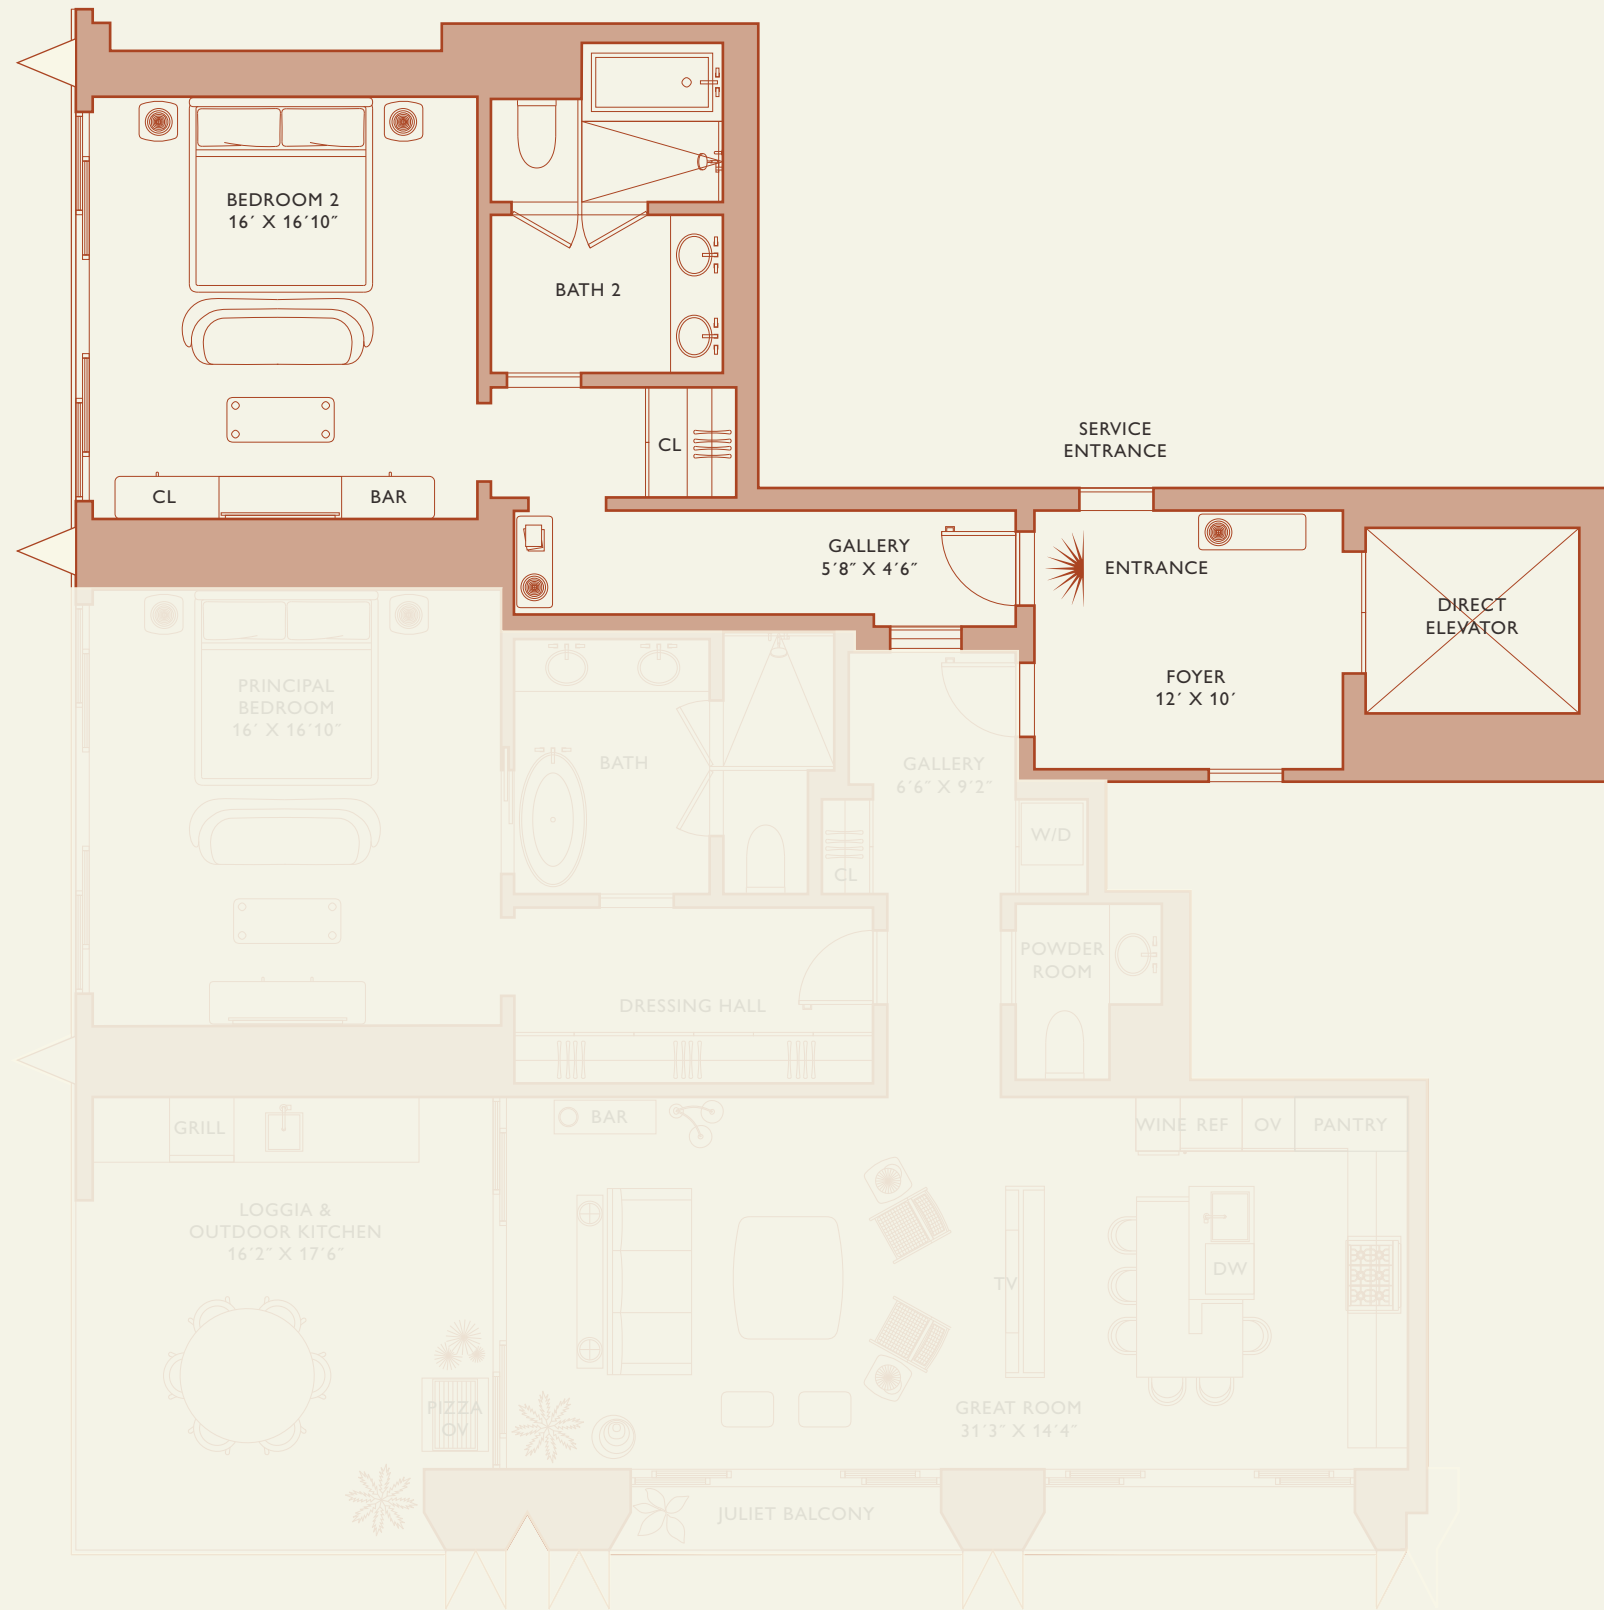 BEDROOM 2
16´ X 16´10˝
BATH 2
CL
CL
BAR
SERVICE
ENTRANCE
GALLERY
5´8˝ X 4´6˝
ENTRANCE
DIRECT
ELEVATOR
FOYER
12´ X 10´
PRINCIPAL
BEDROOM
16´ X 16´10˝
BATH
GALLERY
6´6˝ X 9´2˝
W/D
CL
POWDER
ROOM
DRESSING HALL
GRILL
BAR
WINE REF
OV
PANTRY
LOGGIA &
OUTDOOR KITCHEN
16´2˝ X 17´6˝
TV
DW
PIZZA
OV
GREAT ROOM
31´3˝ X 14´4˝
JULIET BALCONY